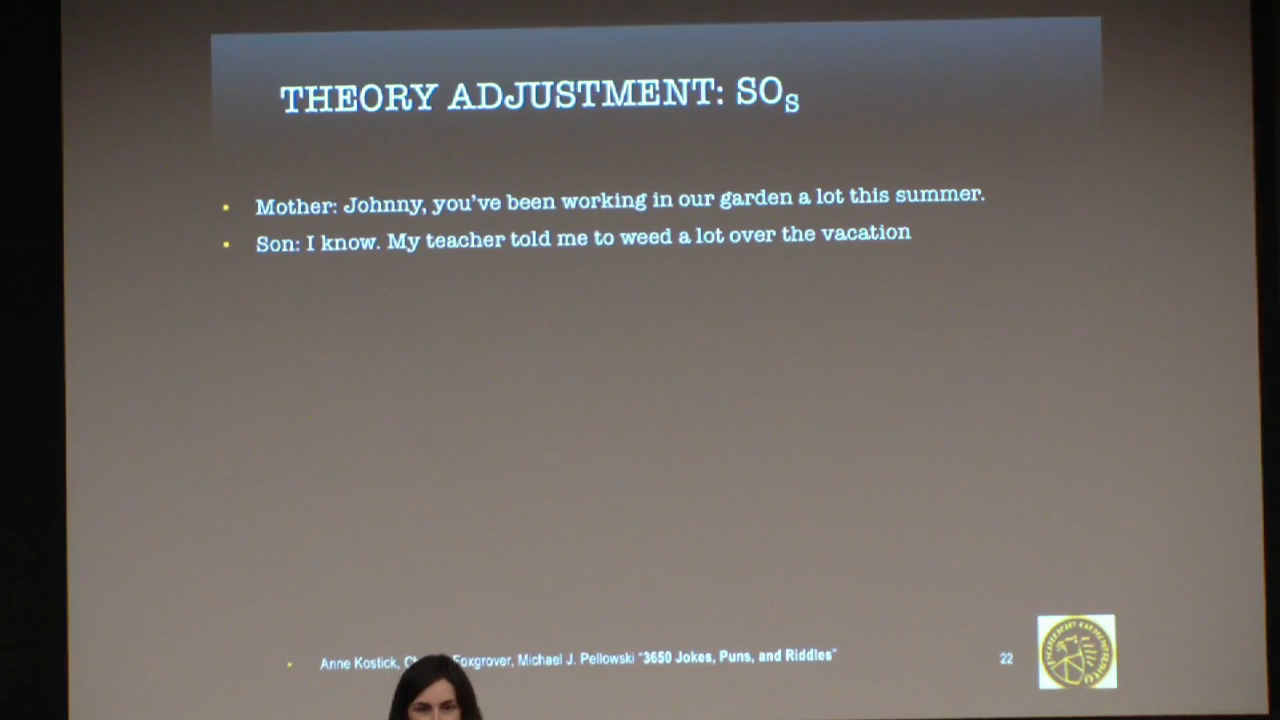 THEORY ADJUSTMENT: SOS
• Mother: Johnny, you've been working in our garden a lot this summer.
• Son: I know. My teacher told me to weed a lot over the vacation
• Anne Kostick, Foxgrover, Michael J. Pellowski "3650 Jokes, Puns, and Riddles"
22